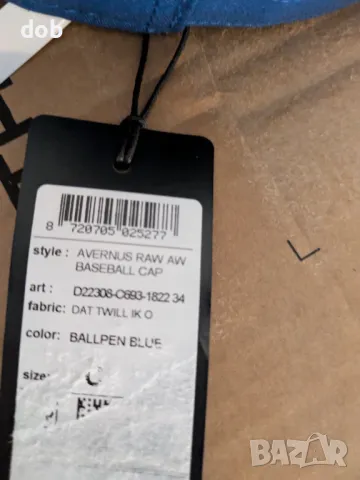 dob
8 720705 025277
style : AVERNUS RAW AW
BASEBALL CAP
art : D22308-C693-1822 34
fabric: DAT TWILL IK O
color: BALLPEN BLUE
size:
BAZAR
bg